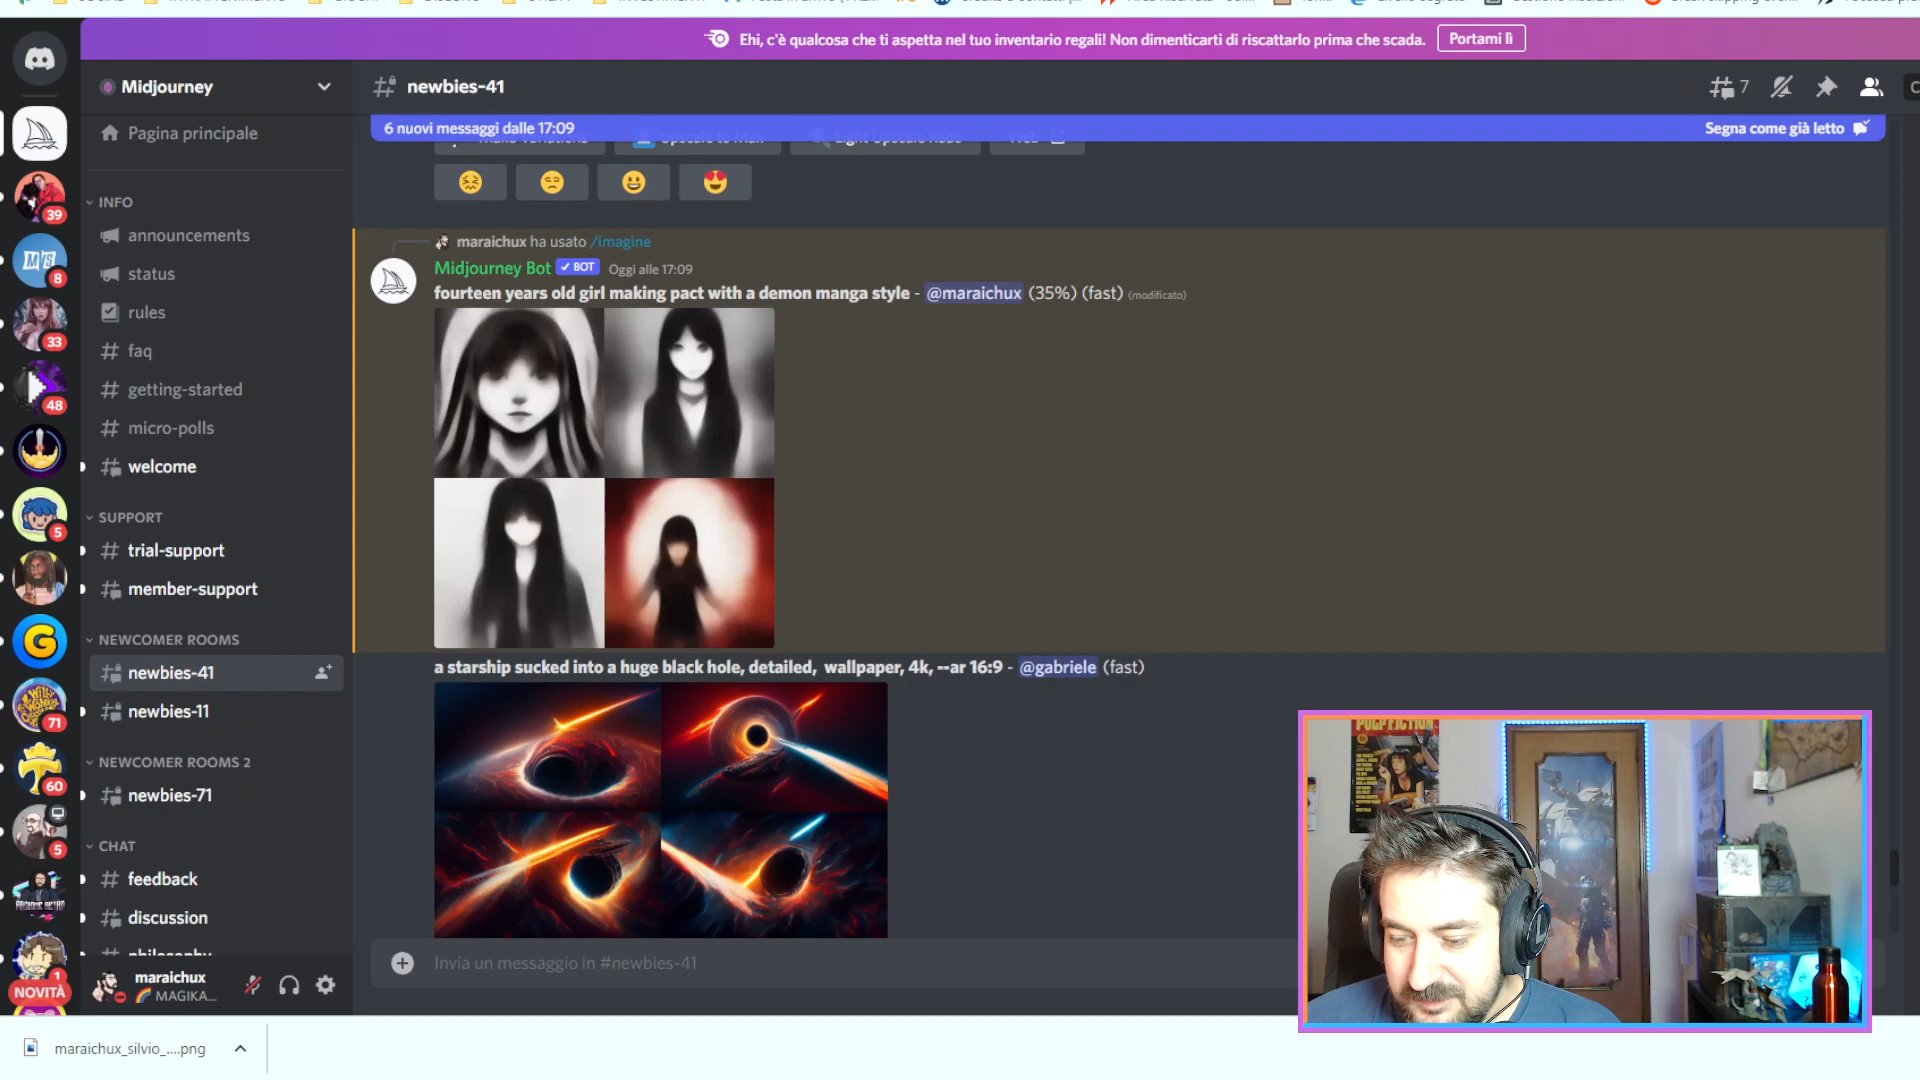 Ehi, c'è qualcosa che ti aspetta nel tuo inventario regali! Non dimenticarti di riscattarlo prima che scada. Portami lì
Midjourney
newbies-41
7
Pagina principale
6 nuovi messaggi dalle 17:09
Segna come già letto
INFO
announcements
status
rules
faq
getting-started
micro-polls
welcome
SUPPORT
trial-support
member-support
NEWCOMER ROOMS
newbies-41
newbies-11
NEWCOMER ROOMS 2
newbies-71
CHAT
feedback
discussion
philosophy
39
8
33
48
5
71
60
5
1
NOVITÀ
maraichux
MAGIKA...
maraichux ha usato /imagine
Midjourney Bot ✓ BOT Oggi alle 17:09
fourteen years old girl making pact with a demon manga style - @maraichux (35%) (fast) (modificato)
a starship sucked into a huge black hole, detailed, wallpaper, 4k, --ar 16:9 - @gabriele (fast)
Invia un messaggio in #newbies-41
PULP FICTION
maraichux_silvio_....png